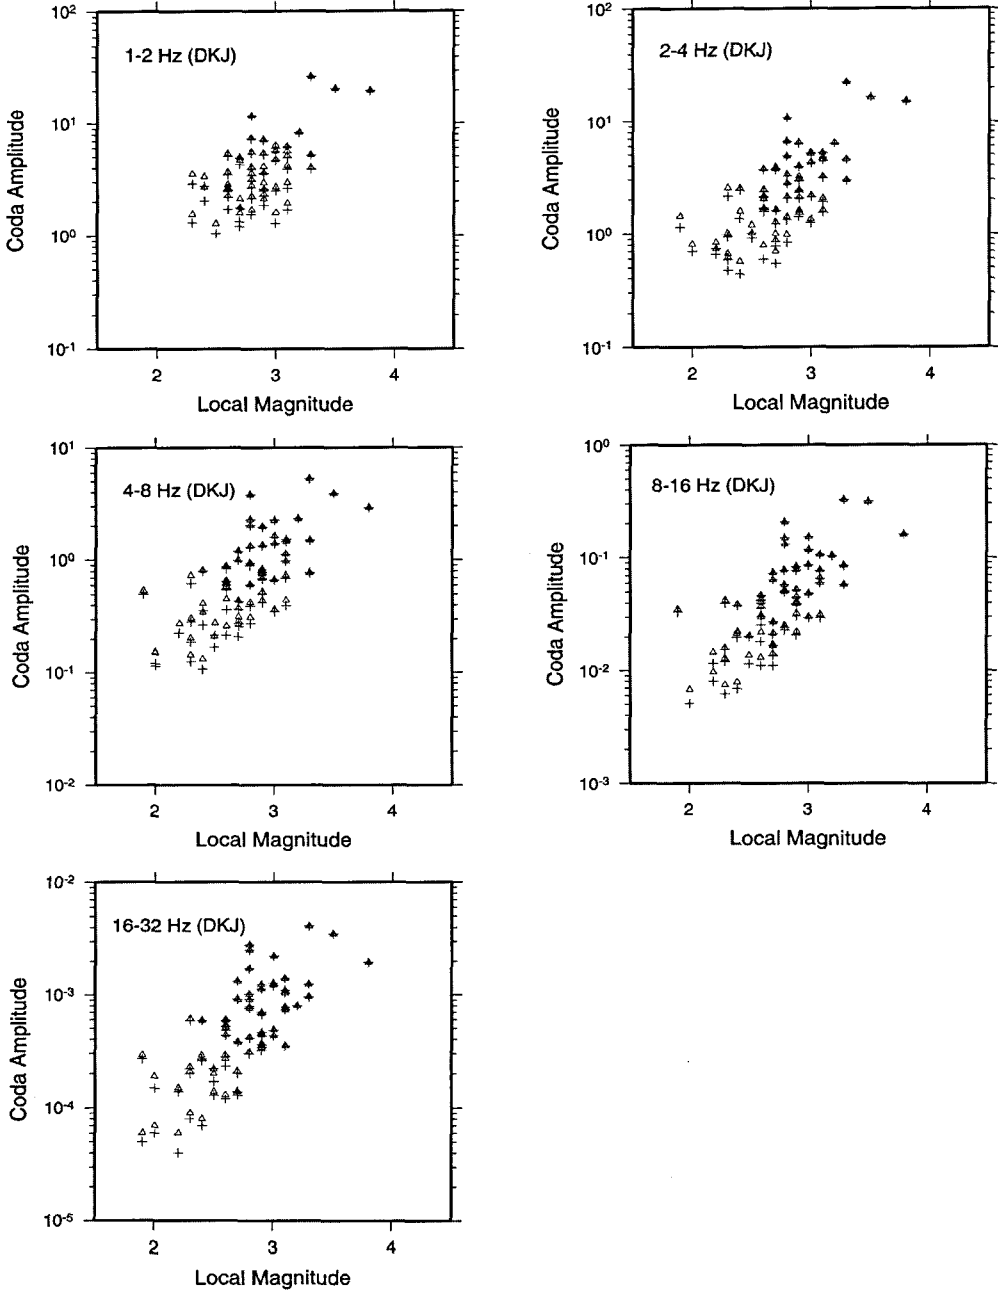 10² 10²
1-2 Hz (DKJ) 2-4 Hz (DKJ)
10¹ 10¹
Coda Amplitude Coda Amplitude
10⁰ 10⁰
10⁻¹ 10⁻¹
2 3 4 2 3 4
Local Magnitude Local Magnitude
10¹ 10⁰
4-8 Hz (DKJ) 8-16 Hz (DKJ)
10⁰ 10⁻¹
Coda Amplitude Coda Amplitude
10⁻¹ 10⁻²
10⁻² 10⁻³
2 3 4 2 3 4
Local Magnitude Local Magnitude
10⁻²
16-32 Hz (DKJ)
10⁻³
Coda Amplitude
10⁻⁴
10⁻⁵
2 3 4
Local Magnitude